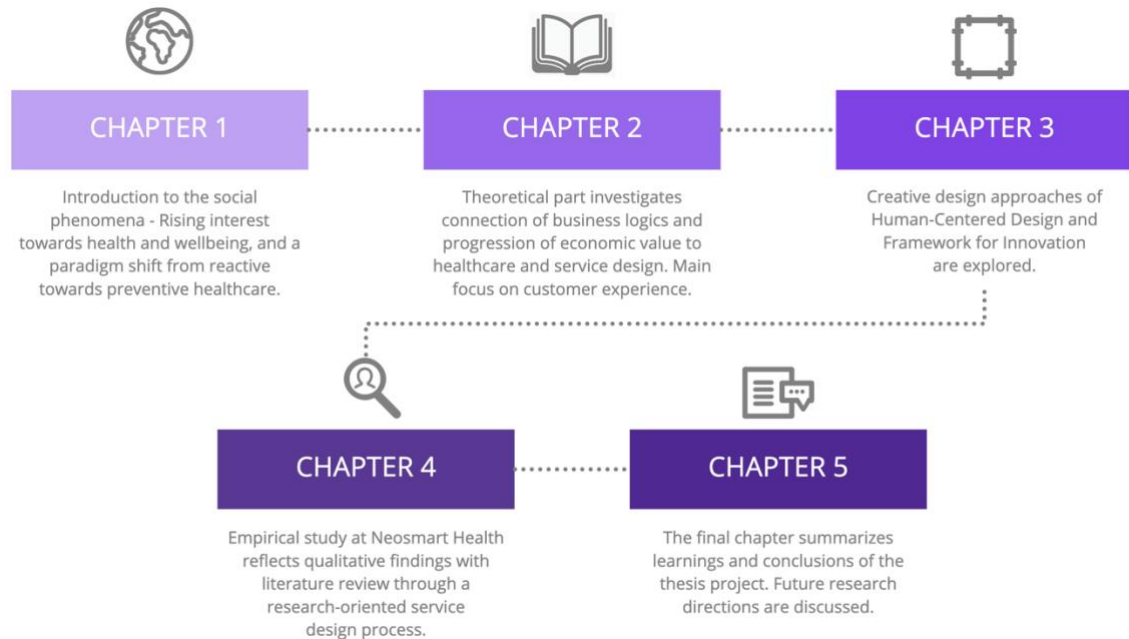 CHAPTER 1
Introduction to the social
phenomena - Rising interest
towards health and wellbeing, and a
paradigm shift from reactive
towards preventive healthcare.
CHAPTER 2
Theoretical part investigates
connection of business logics and
progression of economic value to
healthcare and service design. Main
focus on customer experience.
CHAPTER 3
Creative design approaches of
Human-Centered Design and
Framework for Innovation
are explored.
CHAPTER 4
Empirical study at Neosmart Health
reflects qualitative findings with
literature review through a
research-oriented service
design process.
CHAPTER 5
The final chapter summarizes
learnings and conclusions of the
thesis project. Future research
directions are discussed.